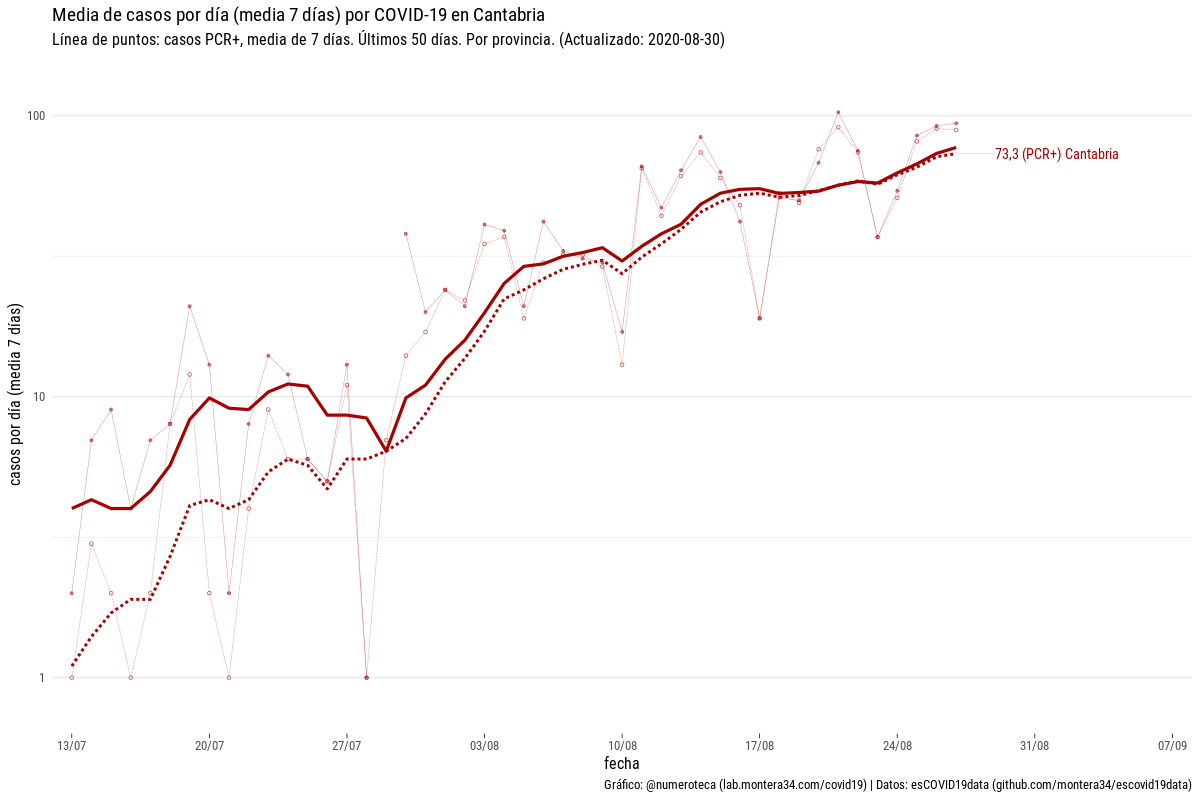 Media de casos por día (media 7 días) por COVID-19 en Cantabria
Línea de puntos: casos PCR+, media de 7 días. Últimos 50 días. Por provincia. (Actualizado: 2020-08-30)
casos por día (media 7 días)
100
10
1
73,3 (PCR+) Cantabria
13/07 20/07 27/07 03/08 10/08 17/08 24/08 31/08 07/09
fecha
Gráfico: @numeroteca (lab.montera34.com/covid19) | Datos: esCOVID19data (github.com/montera34/escovid19data)